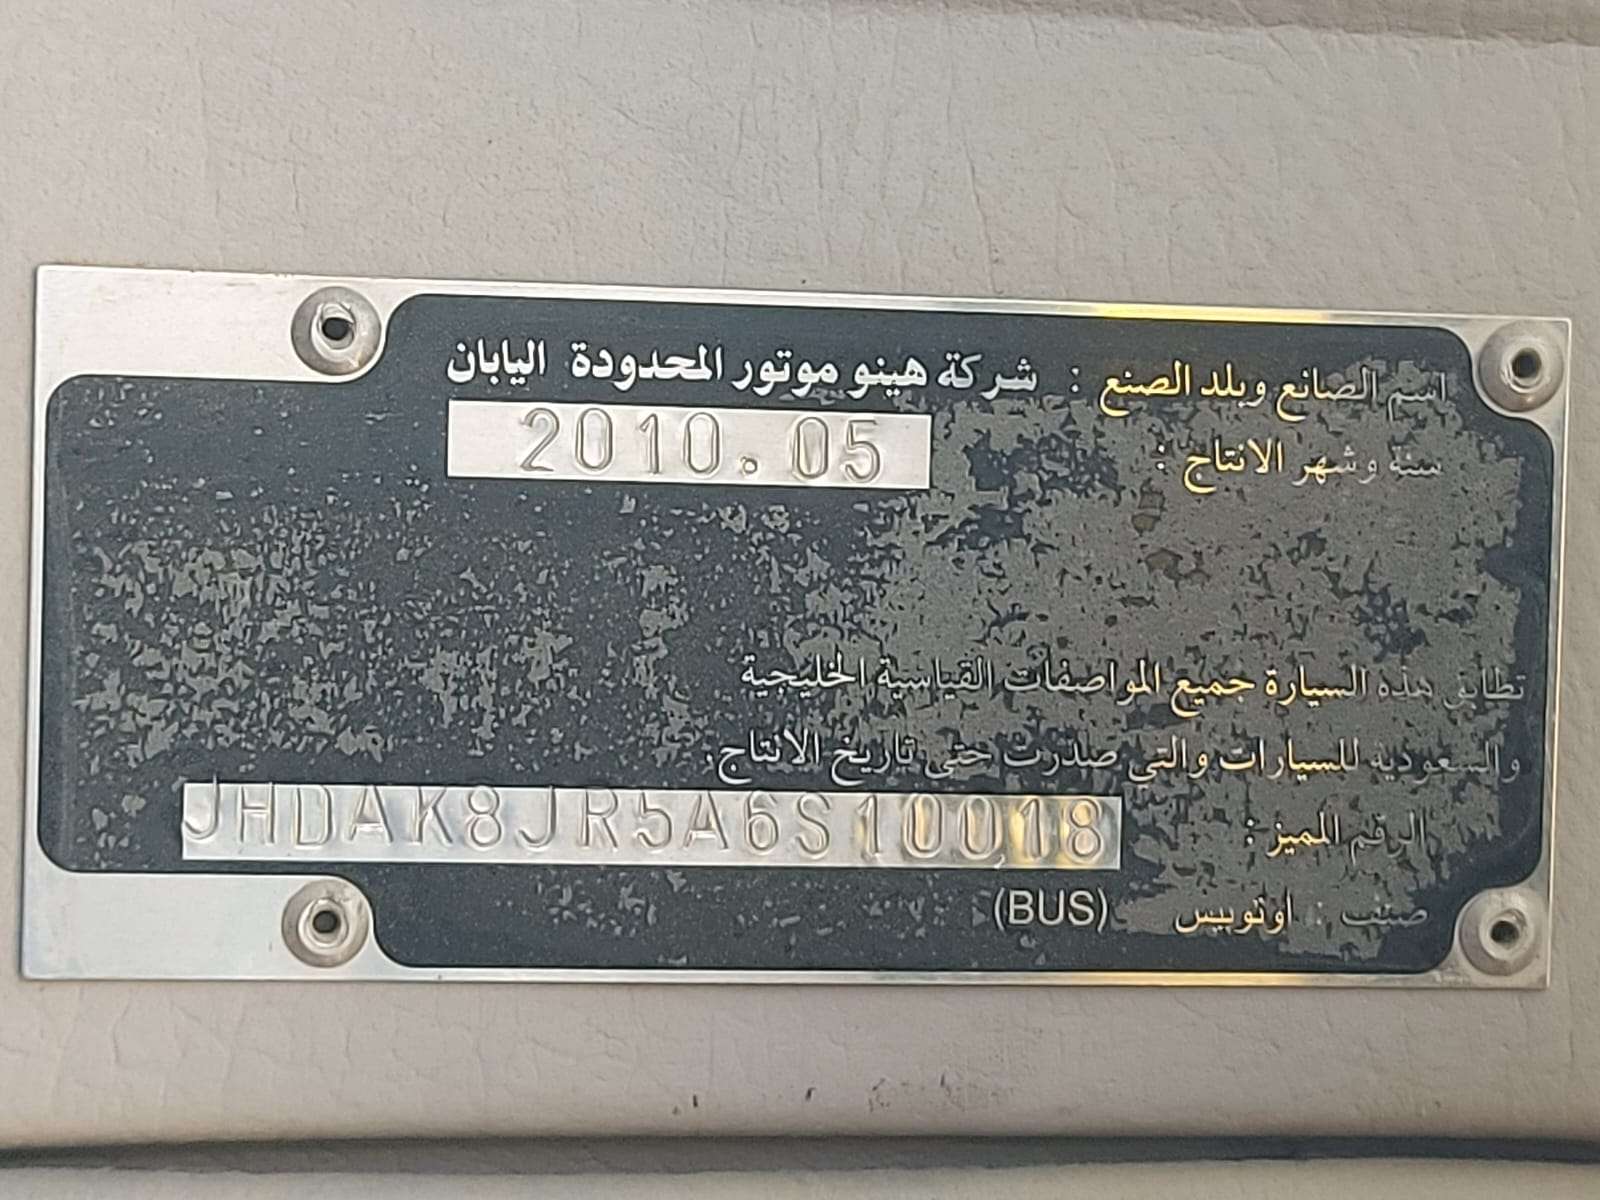 اسم الصانع وبلد الصنع : شركة هينو موتور المحدودة اليابان
سنة وشهر الانتاج : 2010.05
تطابق هذه السيارة جميع المواصفات القياسية الخليجية
والسعودية للسيارات والتي صدرت حتى تاريخ الانتاج.
الرقم المميز : JHDAK8JR5A6S10018
صنف : اوتوبيس (BUS)